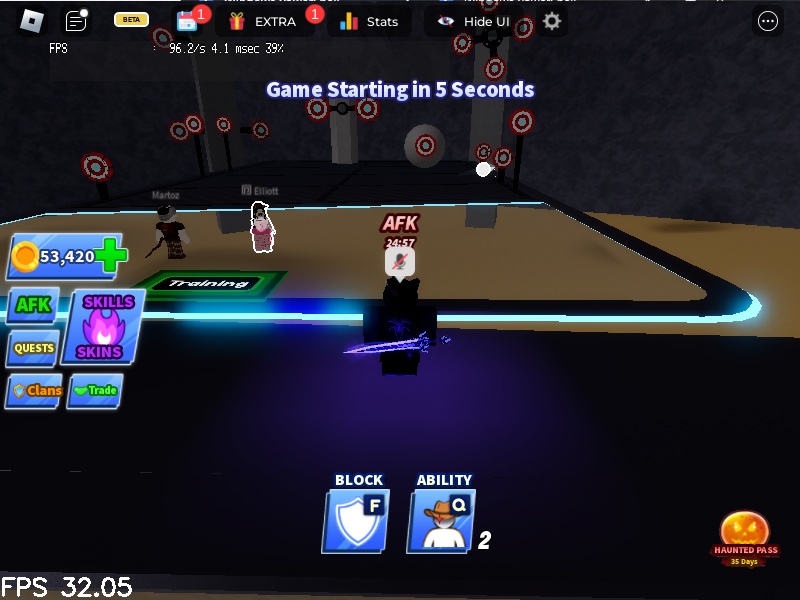 BETA
1
EXTRA
1
Stats
Hide UI
FPS : 96.2/s 4.1 msec 39%
Game Starting in 5 Seconds
Martoz
Elliott
AFK
24:57
53,420
Training
AFK
SKILLS
SKINS
QUESTS
Clans
Trade
BLOCK
F
ABILITY
Q
2
HAUNTED PASS
35 Days
FPS 32.05